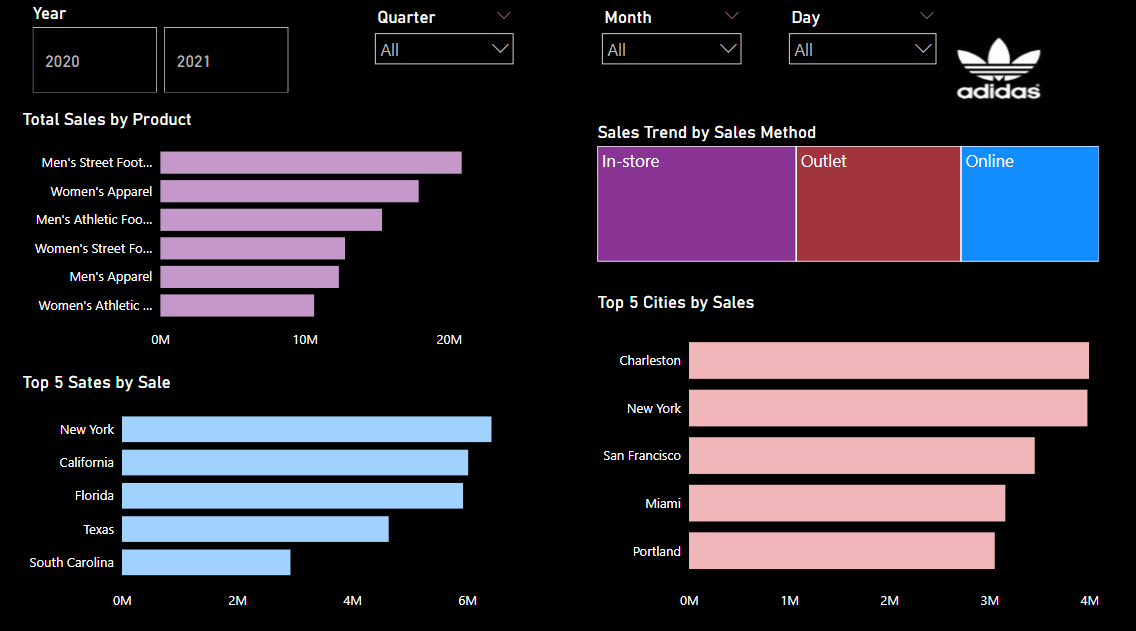 Year
2020
2021
Quarter
All
Month
All
Day
All
adidas
Total Sales by Product
Men's Street Foot...
Women's Apparel
Men's Athletic Foo...
Women's Street Fo...
Men's Apparel
Women's Athletic ...
0M 10M 20M
Sales Trend by Sales Method
In-store
Outlet
Online
Top 5 Sates by Sale
New York
California
Florida
Texas
South Carolina
0M 2M 4M 6M
Top 5 Cities by Sales
Charleston
New York
San Francisco
Miami
Portland
0M 1M 2M 3M 4M